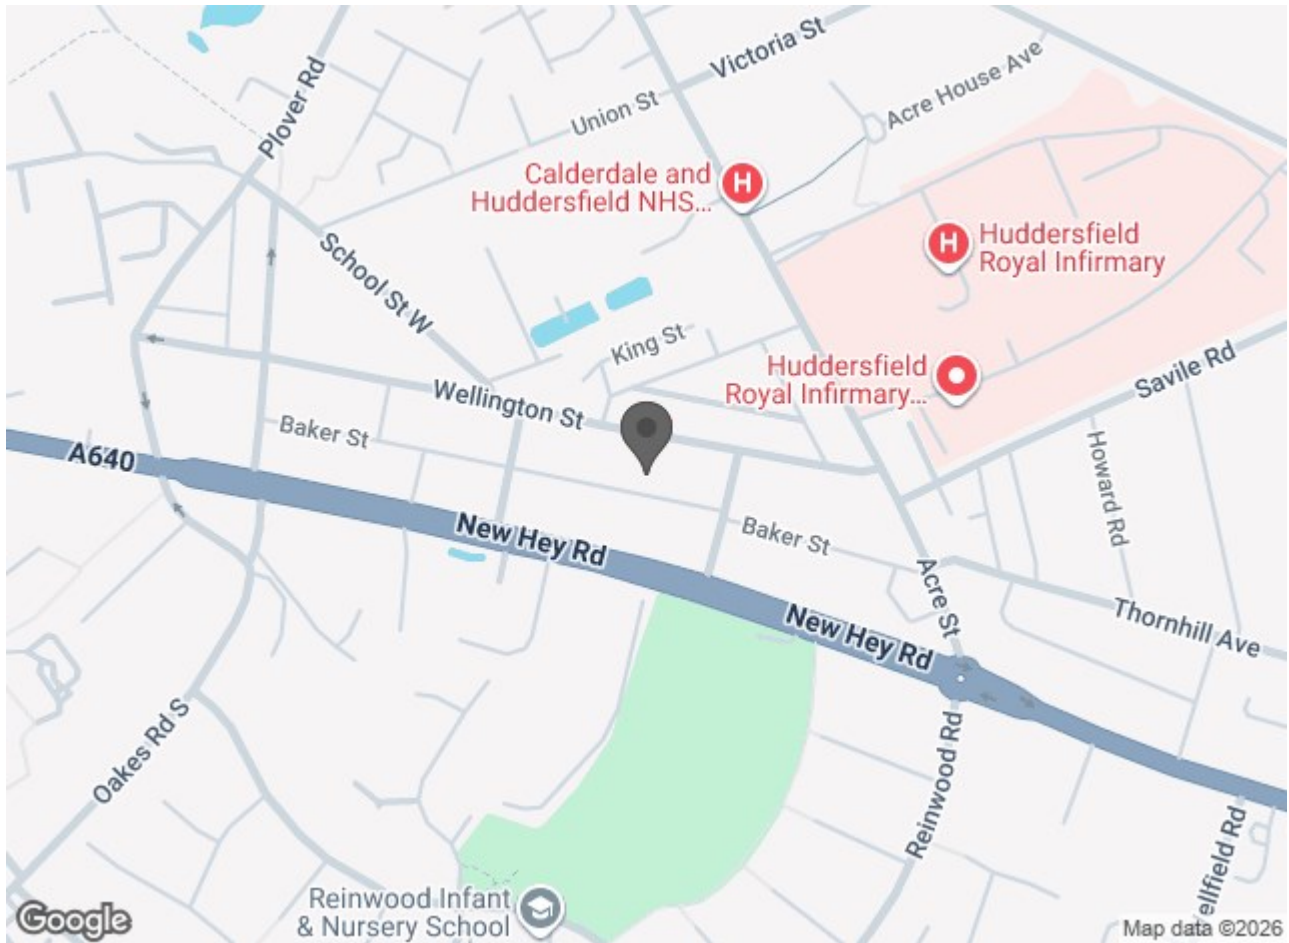 Victoria St
Plover Rd
Acre House Ave
Union St
Calderdale and
Huddersfield NHS...
Huddersfield
Royal Infirmary
School St W
King St
Huddersfield
Royal Infirmary...
Savile Rd
Wellington St
Baker St
A640
Howard Rd
New Hey Rd
Baker St
Acre St
Thornhill Ave
New Hey Rd
Oakes Rd S
Reinwood Rd
ellfield Rd
Reinwood Infant
& Nursery School
Google
Map data ©2026
H
H